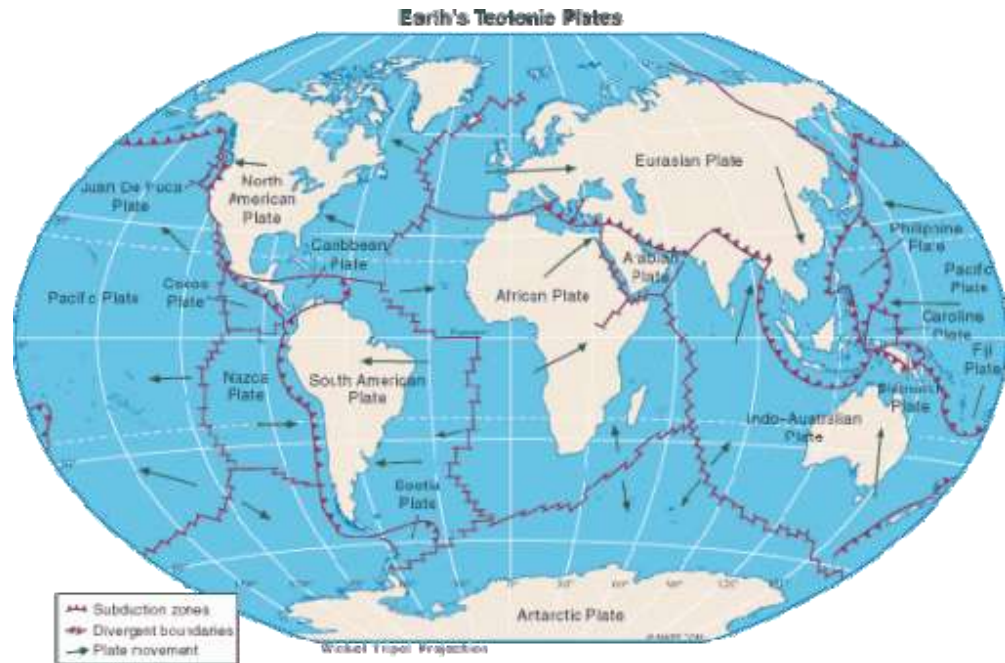 Earth's Tectonic Plates
Eurasian Plate
Juan De Fuca
Plate
North
American
Plate
Caribbean
Plate
Philippine
Plate
Arabian
Plate
Pacific Plate
Cocos
Plate
African Plate
Pacific
Plate
Caroline
Plate
Fiji
Plate
Nazca
Plate
South American
Plate
Bismarck
Plate
Indo-Australian
Plate
Scotia
Plate
Antarctic Plate
Subduction zones
Divergent boundaries
Plate movement
Winkel Tripel Projection